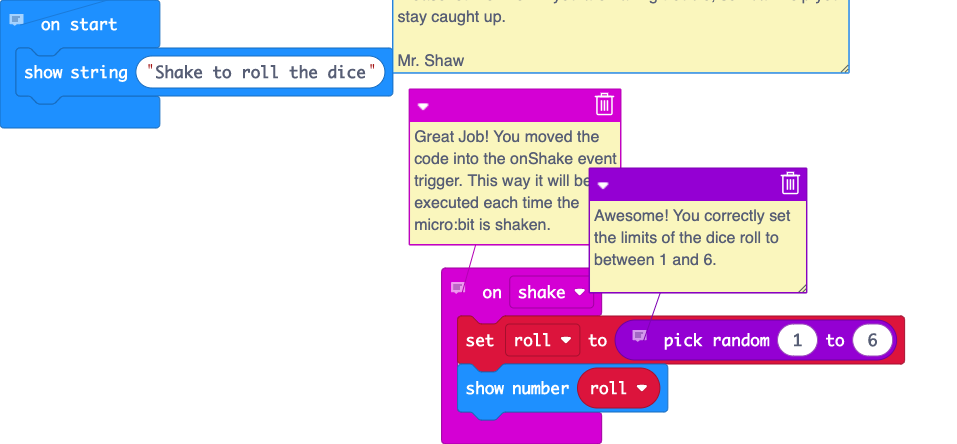 on start
show string "Shake to roll the dice"
stay caught up.
Mr. Shaw
Great Job! You moved the
code into the onShake event
trigger. This way it will be
executed each time the
micro:bit is shaken.
Awesome! You correctly set
the limits of the dice roll to
between 1 and 6.
on shake
set roll to pick random 1 to 6
show number roll